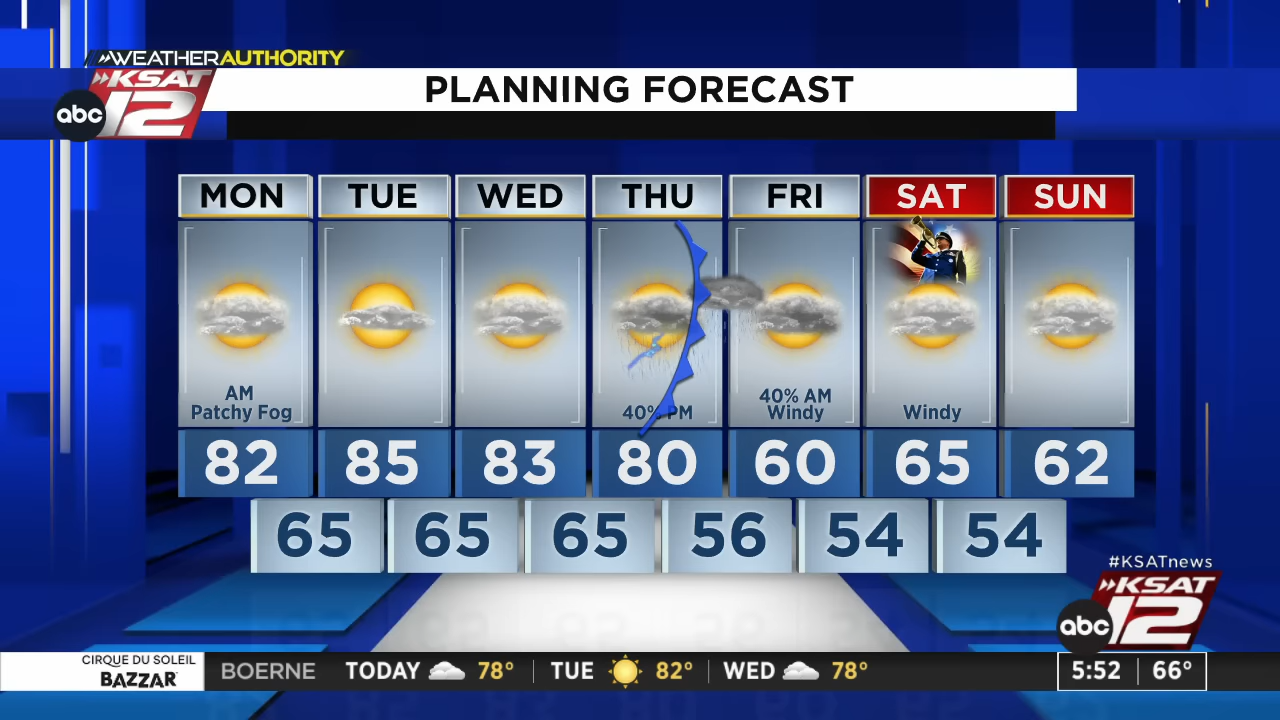 WEATHERAUTHORITY
KSAT
abc 12
PLANNING FORECAST
MON TUE WED THU FRI SAT SUN
AM
Patchy Fog
40% PM
40% AM
Windy
Windy
82 85 83 80 60 65 62
65 65 65 56 54 54
#KSATnews
KSAT
abc 12
CIRQUE DU SOLEIL
BAZZAR
BOERNE TODAY 78° TUE 82° WED 78°
5:52 66°